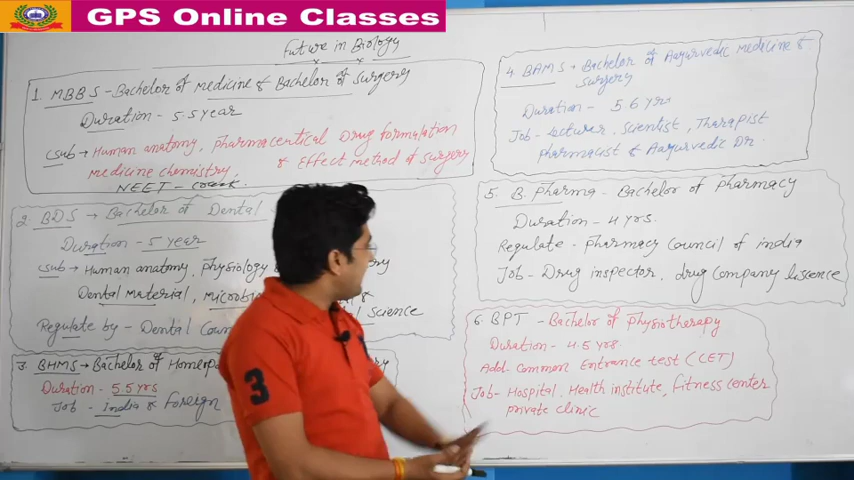 GPS Online Classes
Future in Biology
1. MBBS - Bachelor of medicine & Bachelor of surgery
Duration - 5.5 year
Csub → Human anatomy, pharmaceutical Drug formulation
medicine chemistry, & Effect method of surgery
NEET -
2. BDS → Bachelor of Dental
Duration - 5 year
Csub → Human anatomy, physiology
Dental material, &
Science
Regulate by - Dental
3. BHMS → Bachelor of
Duration - 5.5 yrs
Job - india & Foreign
4. BAMS → Bachelor of Aayurvedic medicine &
surgery
Duration - 5.6 yrs
Job - Lecturer, Scientist, Tharapist
pharmacist & Aayurvedic Dr.
5. B. Pharma - Bachelor of pharmacy
Duration - 4 yrs.
Regulate - pharmacy Council of india
Job - Drug inspector, drug Company Liscence
6. BPT - Bachelor of physiotherapy
Duration - 4.5 yrs.
Add - Common Entrance test (CET)
Job - Hospital, Health institute, fitness center
private clinic
3